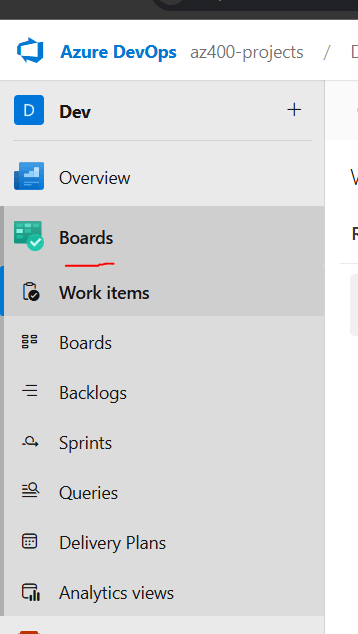 Azure DevOps az400-projects /
D Dev +
Overview
Boards
Work items
Boards
Backlogs
Sprints
Queries
Delivery Plans
Analytics views